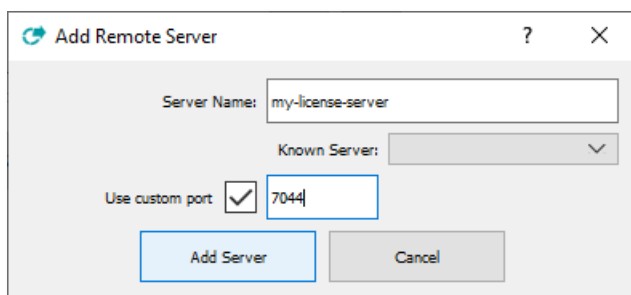 Add Remote Server ?
Server Name: my-license-server
Known Server:
Use custom port 7044
Add Server Cancel